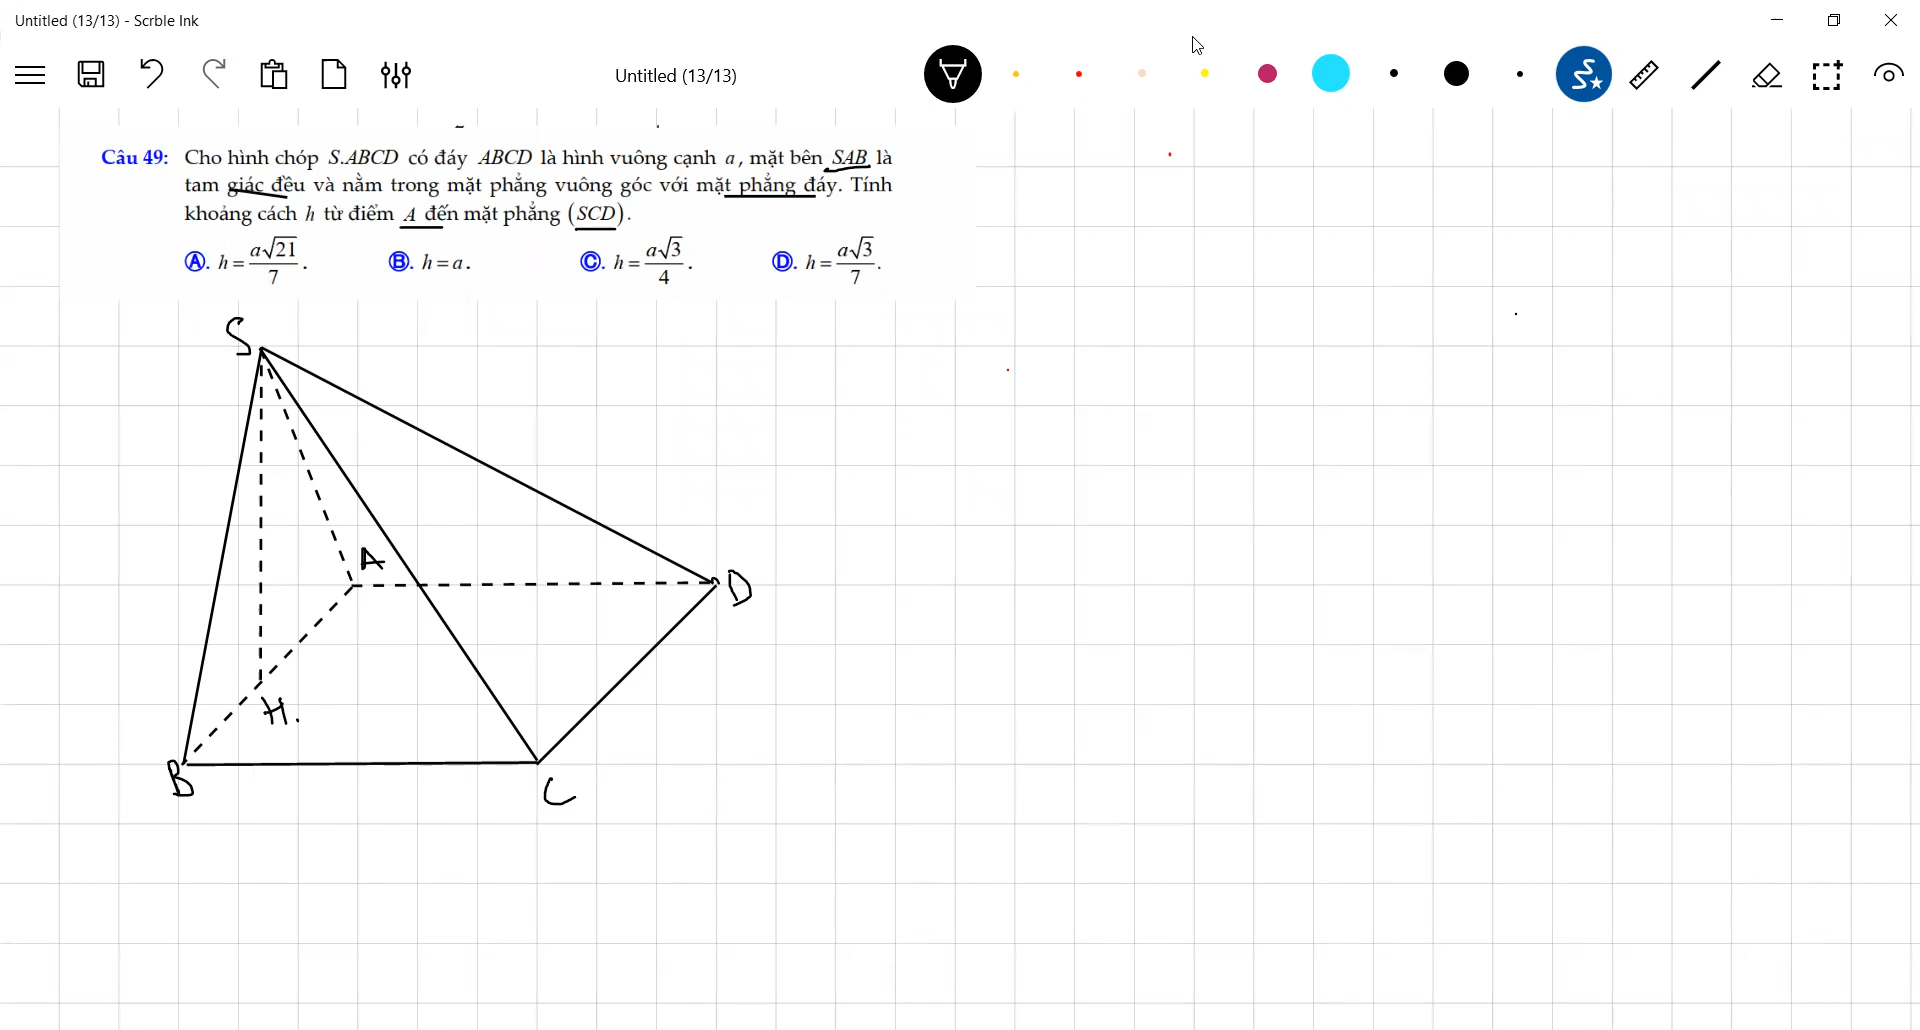 Untitled (13/13) - Scrble Ink
Untitled (13/13)
Câu 49: Cho hình chóp S.ABCD có đáy ABCD là hình vuông cạnh a, mặt bên SAB là
tam giác đều và nằm trong mặt phẳng vuông góc với mặt phẳng đáy. Tính
khoảng cách h từ điểm A đến mặt phẳng (SCD).
A. h = a√21/7. B. h = a. C. h = a√3/4. D. h = a√3/7.
S
A
D
H.
B
C